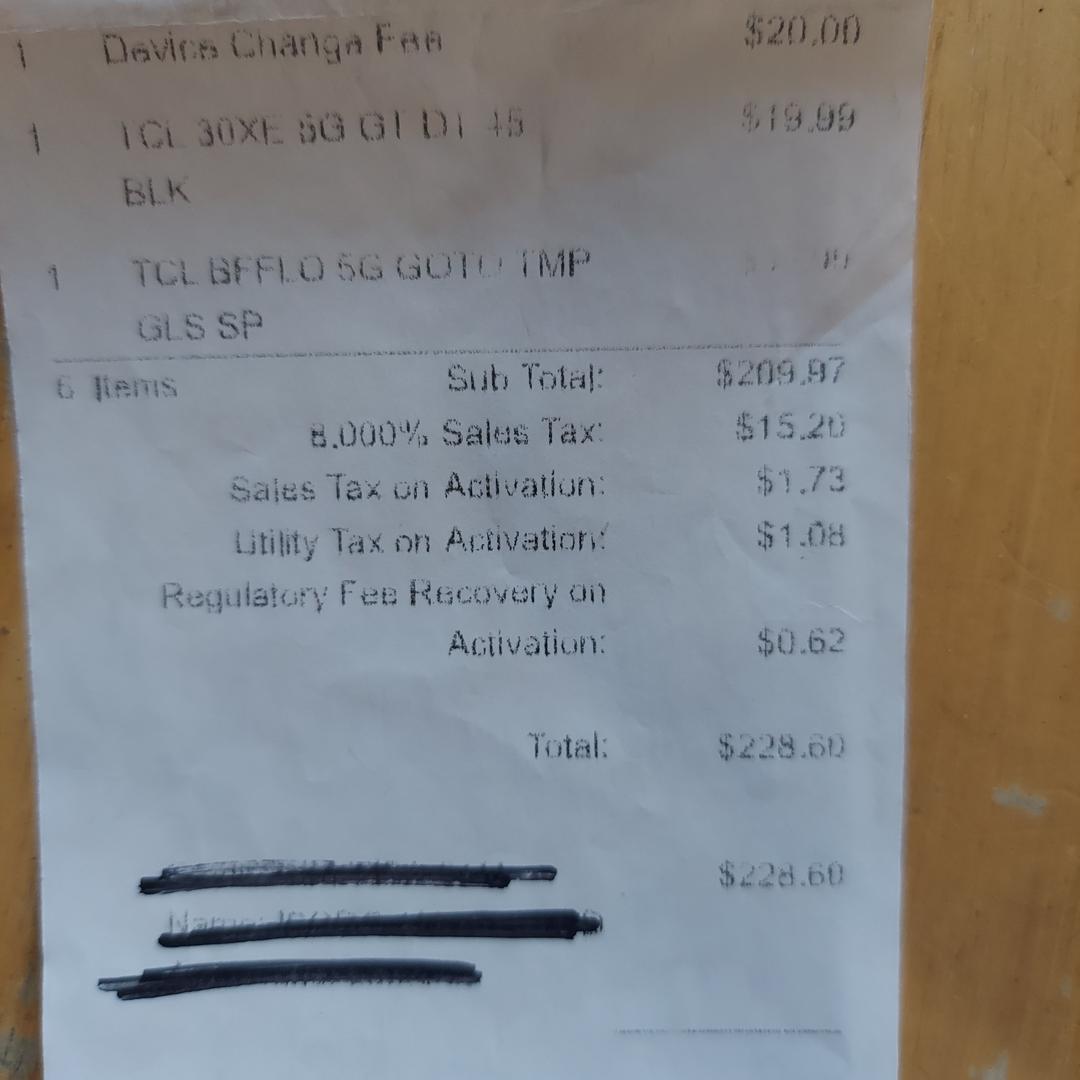 1 Device Change Fee $20.00
1 TCL 30XE 5G GT DT $19.99
BLK
1 TCL BFFLO 5G GOTO TMP
GLS SP
6 Items Sub Total: $209.97
8.000% Sales Tax: $15.20
Sales Tax on Activation: $1.73
Utility Tax on Activation: $1.08
Regulatory Fee Recovery on
Activation: $0.62
Total: $228.60
$228.60
Name: